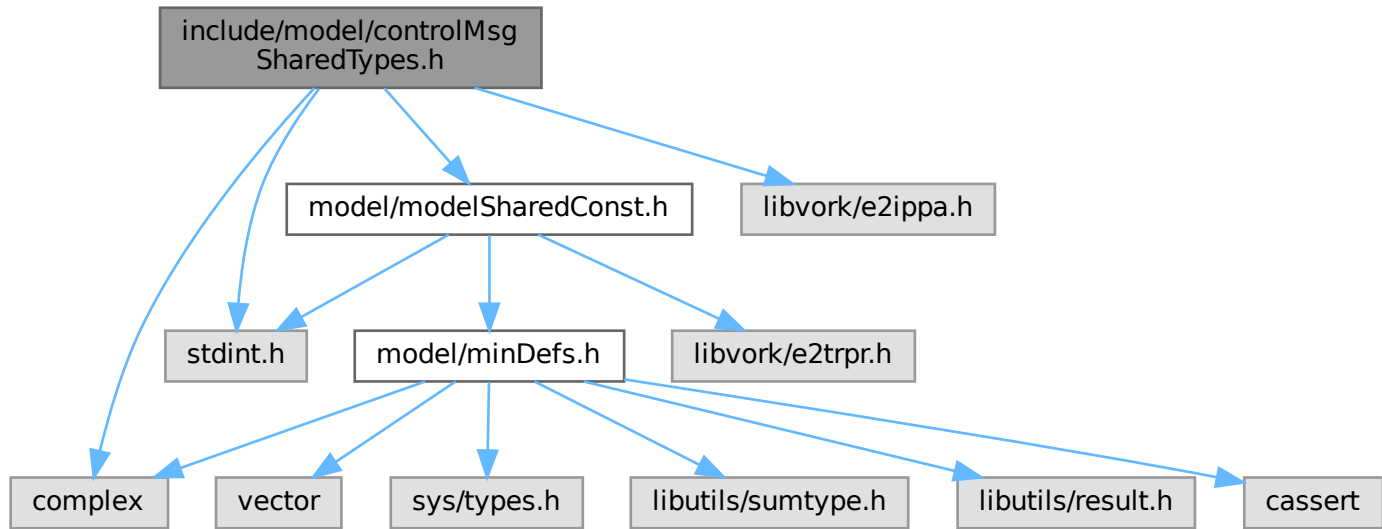 include/model/controlMsg
SharedTypes.h
model/modelSharedConst.h
libvork/e2ippa.h
stdint.h
model/minDefs.h
libvork/e2trpr.h
complex
vector
sys/types.h
libutils/sumtype.h
libutils/result.h
cassert